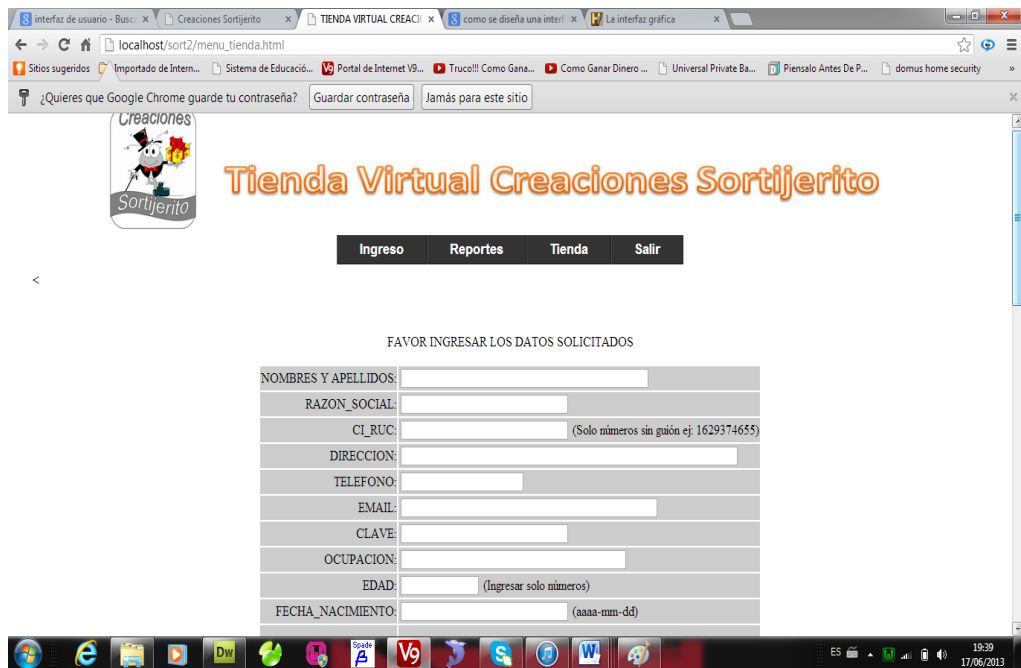 interfaz de usuario - Busca
Creaciones Sortijerito
TIENDA VIRTUAL CREACI
como se diseña una interf
La interfaz gráfica
localhost/sort2/menu_tienda.html
Sitios sugeridos
Importado de Intern...
Sistema de Educació...
Portal de Internet V9...
Truco!!! Como Gana...
Como Ganar Dinero ...
Universal Private Ba...
Piensalo Antes De P...
domus home security
»
¿Quieres que Google Chrome guarde tu contraseña?
Guardar contraseña
Jamás para este sitio
Creaciones
Sortijerito
Tienda Virtual Creaciones Sortijerito
Ingreso Reportes Tienda Salir
<
FAVOR INGRESAR LOS DATOS SOLICITADOS
NOMBRES Y APELLIDOS:
RAZON_SOCIAL:
CI_RUC: (Solo números sin guión ej: 1629374655)
DIRECCION:
TELEFONO:
EMAIL:
CLAVE:
OCUPACION:
EDAD: (Ingresar solo números)
FECHA_NACIMIENTO: (aaaa-mm-dd)
Dw
Spade
V9
ES
19:39
17/06/2013